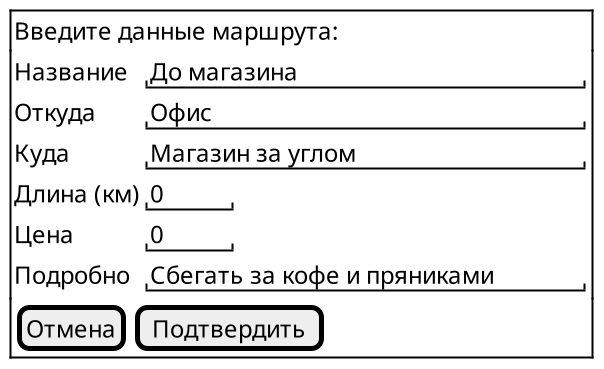 Введите данные маршрута:
Название До магазина
Откуда Офис
Куда Магазин за углом
Длина (км) 0
Цена 0
Подробно Сбегать за кофе и пряниками
Отмена Подтвердить